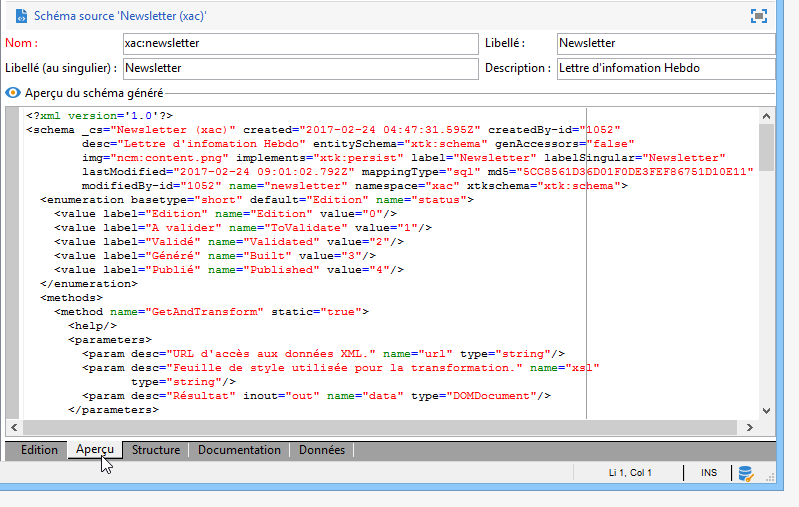 Schéma source 'Newsletter (xac)'
Nom : xac:newsletter Libellé : Newsletter
Libellé (au singulier) : Newsletter Description : Lettre d'infomation Hebdo
Aperçu du schéma généré
<?xml version='1.0'?>
<schema _cs="Newsletter (xac)" created="2017-02-24 04:47:31.595Z" createdBy-id="1052"
desc="Lettre d'infomation Hebdo" entitySchema="xtk:schema" genAccessors="false"
img="ncm:content.png" implements="xtk:persist" label="Newsletter" labelSingular="Newsletter"
lastModified="2017-02-24 09:01:02.792Z" mappingType="sql" md5="5CC8561D36D01F0DE3FEF86751D10E11"
modifiedBy-id="1052" name="newsletter" namespace="xac" xtkschema="xtk:schema">
<enumeration basetype="short" default="Edition" name="status">
<value label="Edition" name="Edition" value="0"/>
<value label="A valider" name="ToValidate" value="1"/>
<value label="Validé" name="Validated" value="2"/>
<value label="Généré" name="Built" value="3"/>
<value label="Publié" name="Published" value="4"/>
</enumeration>
<methods>
<method name="GetAndTransform" static="true">
<help/>
<parameters>
<param desc="URL d'accès aux données XML." name="url" type="string"/>
<param desc="Feuille de style utilisée pour la transformation." name="xsl"
type="string"/>
<param desc="Résultat" inout="out" name="data" type="DOMDocument"/>
</parameters>
Edition Aperçu Structure Documentation Données
Li 1, Col 1 INS